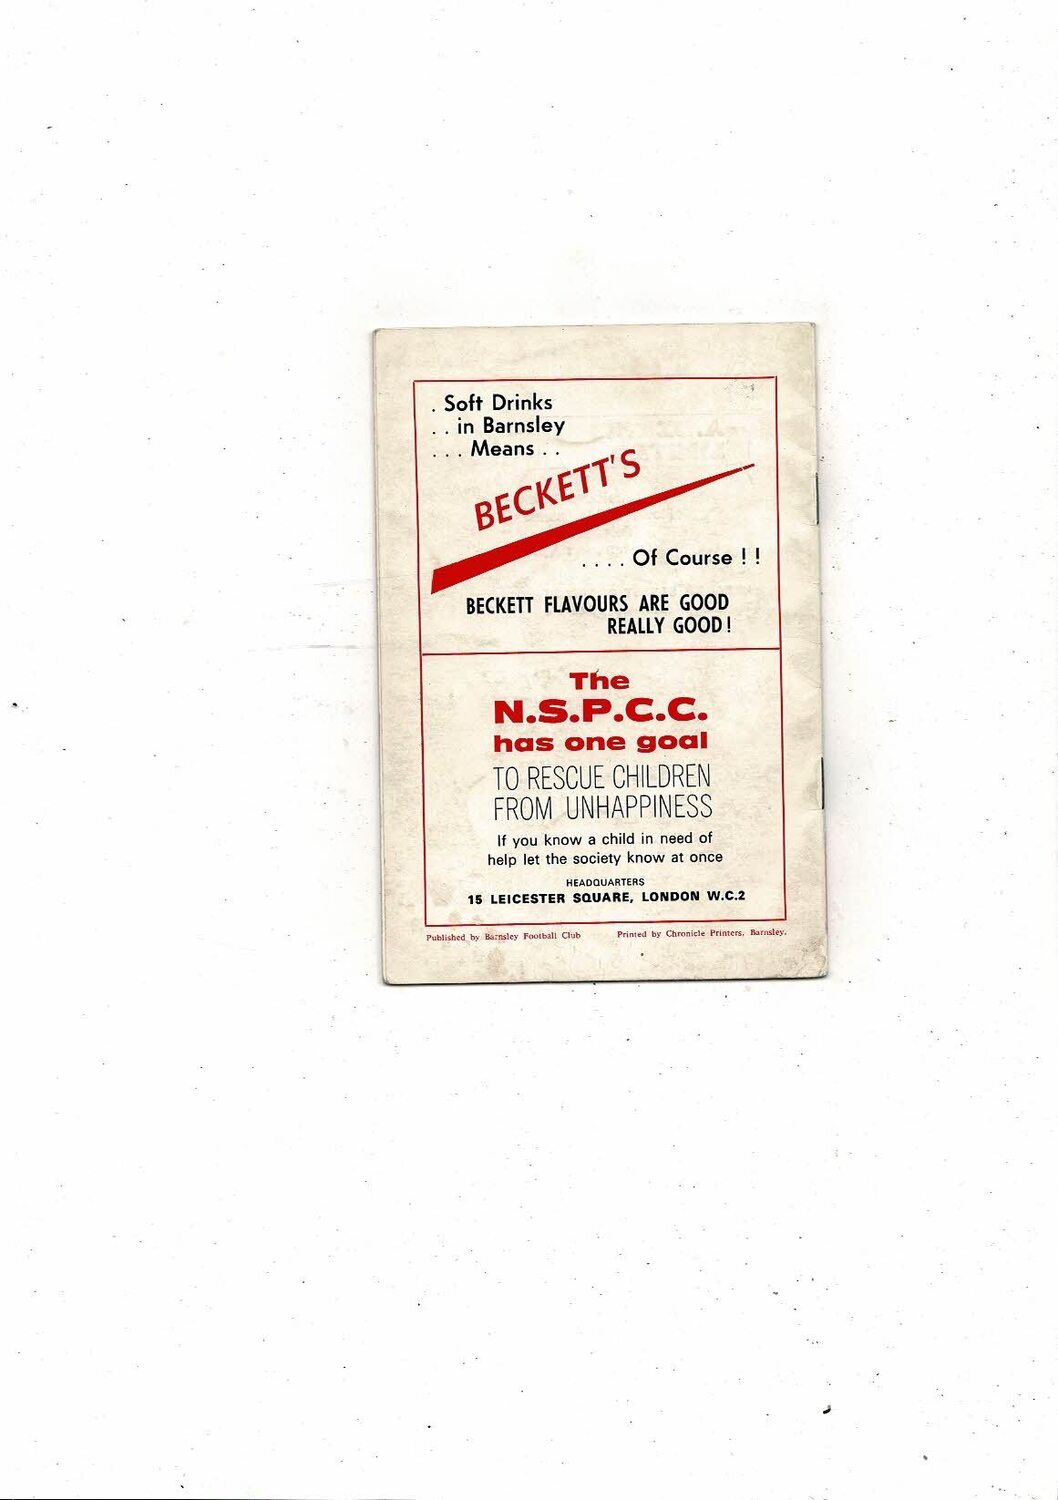 . Soft Drinks
. . in Barnsley
. . . Means . .
BECKETT'S
. . . . Of Course ! !
BECKETT FLAVOURS ARE GOOD
REALLY GOOD!
The
N.S.P.C.C.
has one goal
TO RESCUE CHILDREN
FROM UNHAPPINESS
If you know a child in need of
help let the society know at once
HEADQUARTERS
15 LEICESTER SQUARE, LONDON W.C.2
Published by Barnsley Football Club Printed by Chronicle Printers, Barnsley.